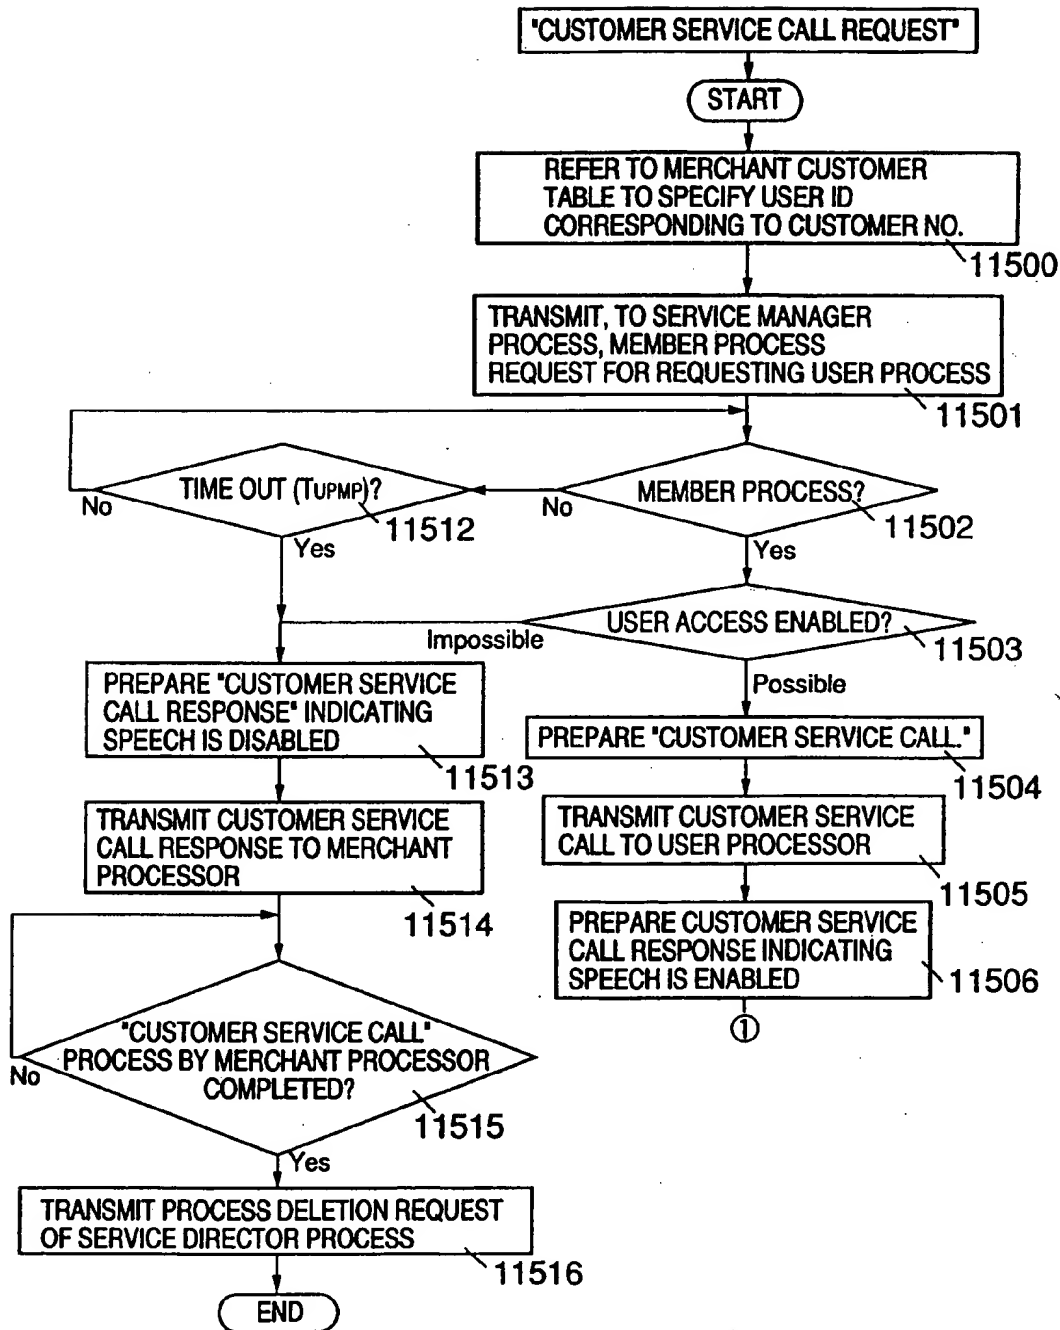 "CUSTOMER SERVICE CALL REQUEST"
START
REFER TO MERCHANT CUSTOMER
TABLE TO SPECIFY USER ID
CORRESPONDING TO CUSTOMER NO.
11500
TRANSMIT, TO SERVICE MANAGER
PROCESS, MEMBER PROCESS
REQUEST FOR REQUESTING USER PROCESS
11501
MEMBER PROCESS?
11502
No
Yes
TIME OUT (TUPMP)?
11512
No
Yes
USER ACCESS ENABLED?
11503
Impossible
Possible
PREPARE "CUSTOMER SERVICE CALL."
11504
TRANSMIT CUSTOMER SERVICE
CALL TO USER PROCESSOR
11505
PREPARE CUSTOMER SERVICE
CALL RESPONSE INDICATING
SPEECH IS ENABLED
11506
①
PREPARE "CUSTOMER SERVICE
CALL RESPONSE" INDICATING
SPEECH IS DISABLED
11513
TRANSMIT CUSTOMER SERVICE
CALL RESPONSE TO MERCHANT
PROCESSOR
11514
"CUSTOMER SERVICE CALL"
PROCESS BY MERCHANT PROCESSOR
COMPLETED?
11515
No
Yes
TRANSMIT PROCESS DELETION REQUEST
OF SERVICE DIRECTOR PROCESS
11516
END